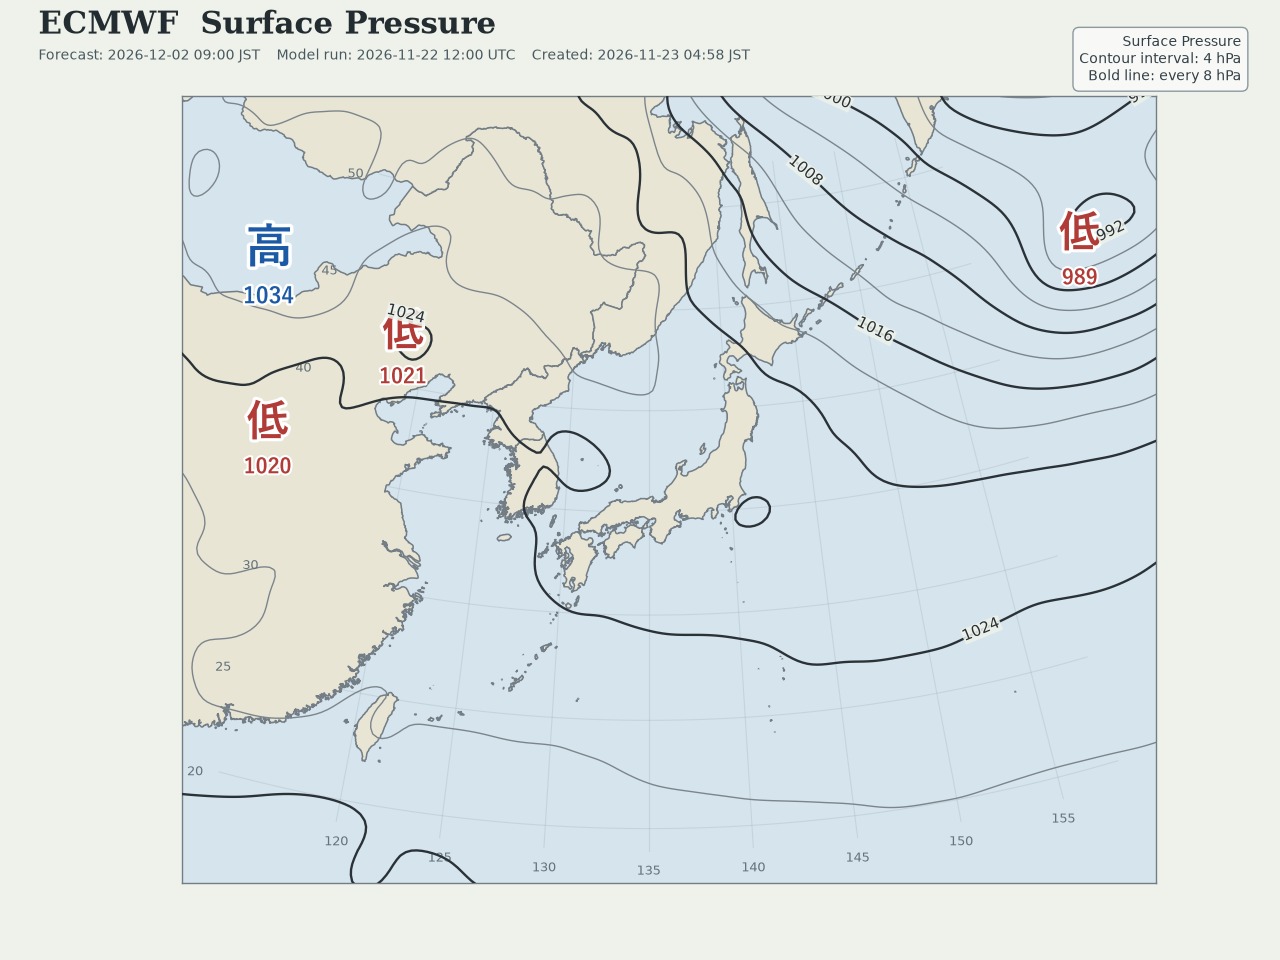 ECMWF  Surface Pressure
Forecast: 2026-12-02 09:00 JST    Model run: 2026-11-22 12:00 UTC    Created: 2026-11-23 04:58 JST
Surface Pressure
Contour interval: 4 hPa
Bold line: every 8 hPa
1008
50
992
低
989
高
1034
45
1024
低
1021
1016
40
低
1020
30
1024
25
20
155
120
125
130
135
140
145
150